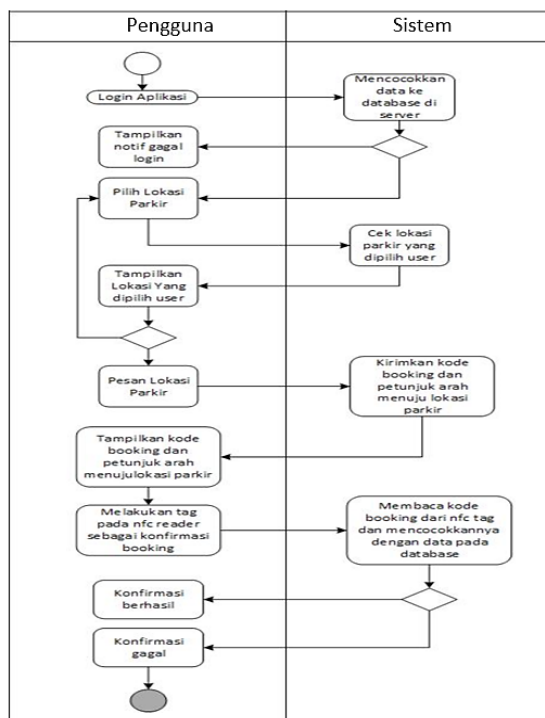 Pengguna
Sistem
Login Aplikasi
Mencocokkan
data ke
database di
server
Tampilkan
notif gagal
login
Pilih Lokasi
Parkir
Cek lokasi
parkir yang
dipilih user
Tampilkan
Lokasi Yang
dipilih user
Pesan Lokasi
Parkir
Kirimkan kode
booking dan
petunjuk arah
menuju lokasi
parkir
Tampilkan kode
booking dan
petunjuk arah
menujulokasi parkir
Melakukan tag
pada nfc reader
sebagai konfirmasi
booking
Membaca kode
booking dari nfc tag
dan mencocokkannya
dengan data pada
database
Konfirmasi
berhasil
Konfirmasi
gagal